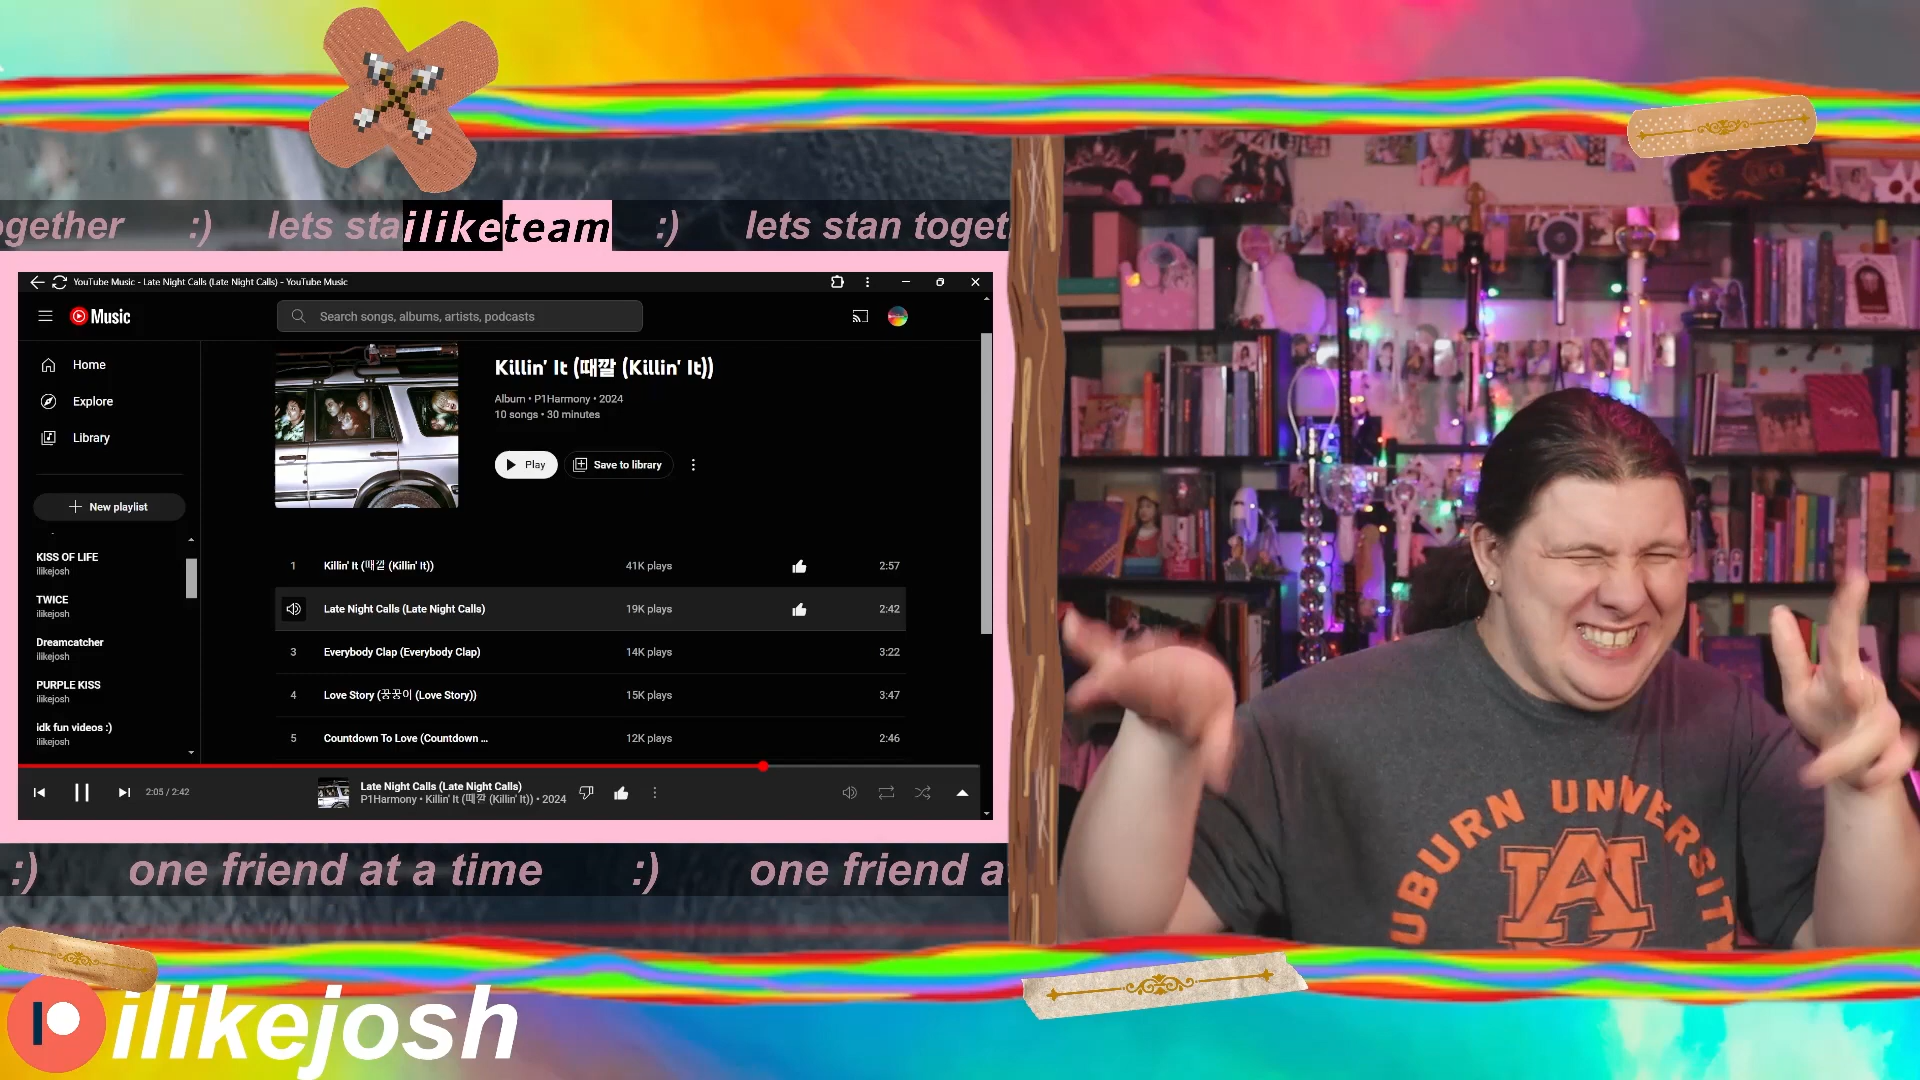 ogether :) lets sta
iliketeam
:) lets stan toget
YouTube Music - Late Night Calls (Late Night Calls) - YouTube Music
Music
Search songs, albums, artists, podcasts
Home
Explore
Library
New playlist
KISS OF LIFE
ilikejosh
TWICE
ilikejosh
Dreamcatcher
ilikejosh
PURPLE KISS
ilikejosh
idk fun videos :)
ilikejosh
Killin' It (때깔 (Killin' It))
Album • P1Harmony • 2024
10 songs • 30 minutes
Play
Save to library
1 Killin' It (때깔 (Killin' It)) 41K plays 2:57
Late Night Calls (Late Night Calls) 19K plays 2:42
3 Everybody Clap (Everybody Clap) 14K plays 3:22
4 Love Story (꿍꿍이 (Love Story)) 15K plays 3:47
5 Countdown To Love (Countdown ... 12K plays 2:46
2:05 / 2:42
Late Night Calls (Late Night Calls)
P1Harmony • Killin' It (때깔 (Killin' It)) • 2024
:) one friend at a time :) one friend a
ilikejosh
UBURN UNIVERSIT
AU